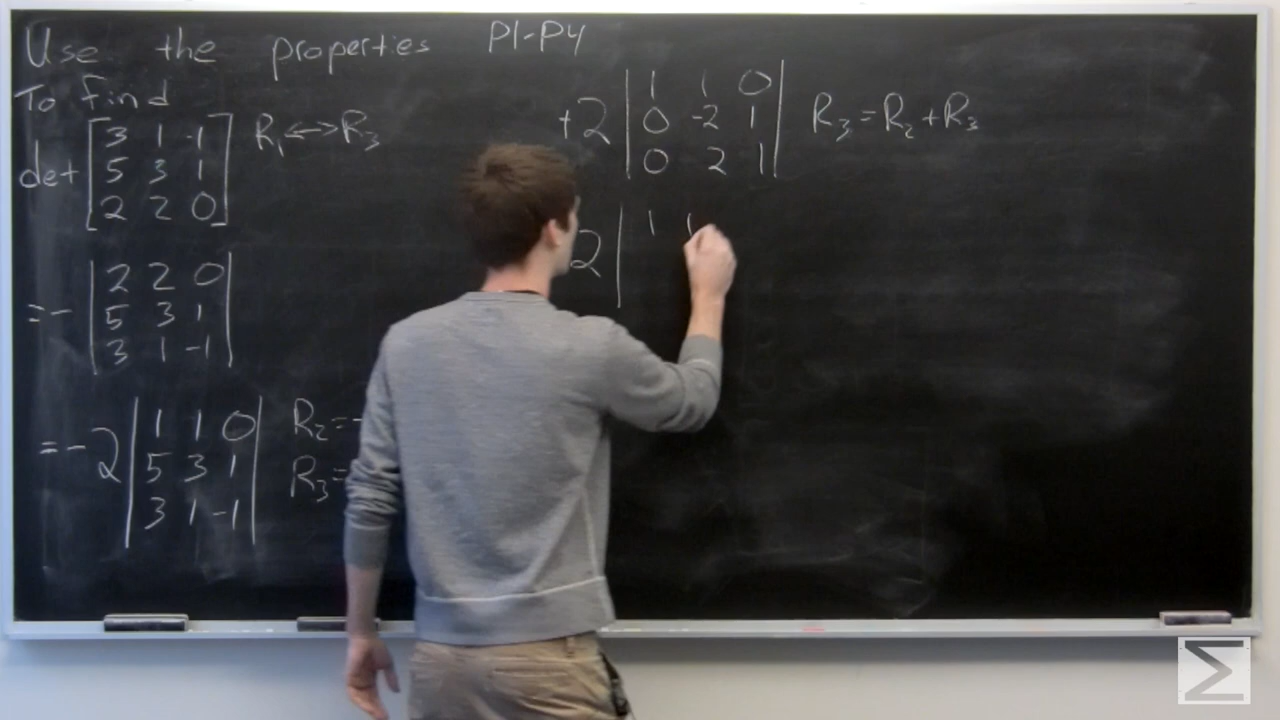 Use the properties P1-P4
To find
det [3 1 -1] R₁↔R₃
[5 3 1]
[2 2 0]
=- |2 2 0|
|5 3 1|
|3 1 -1|
=-2 |1 1 0| R₂=-
|5 3 1| R₃=
|3 1 -1|
+2 |1 1 0|
|0 -2 1| R₃=R₂+R₃
|0 2 1|
2 |1 1
Σ